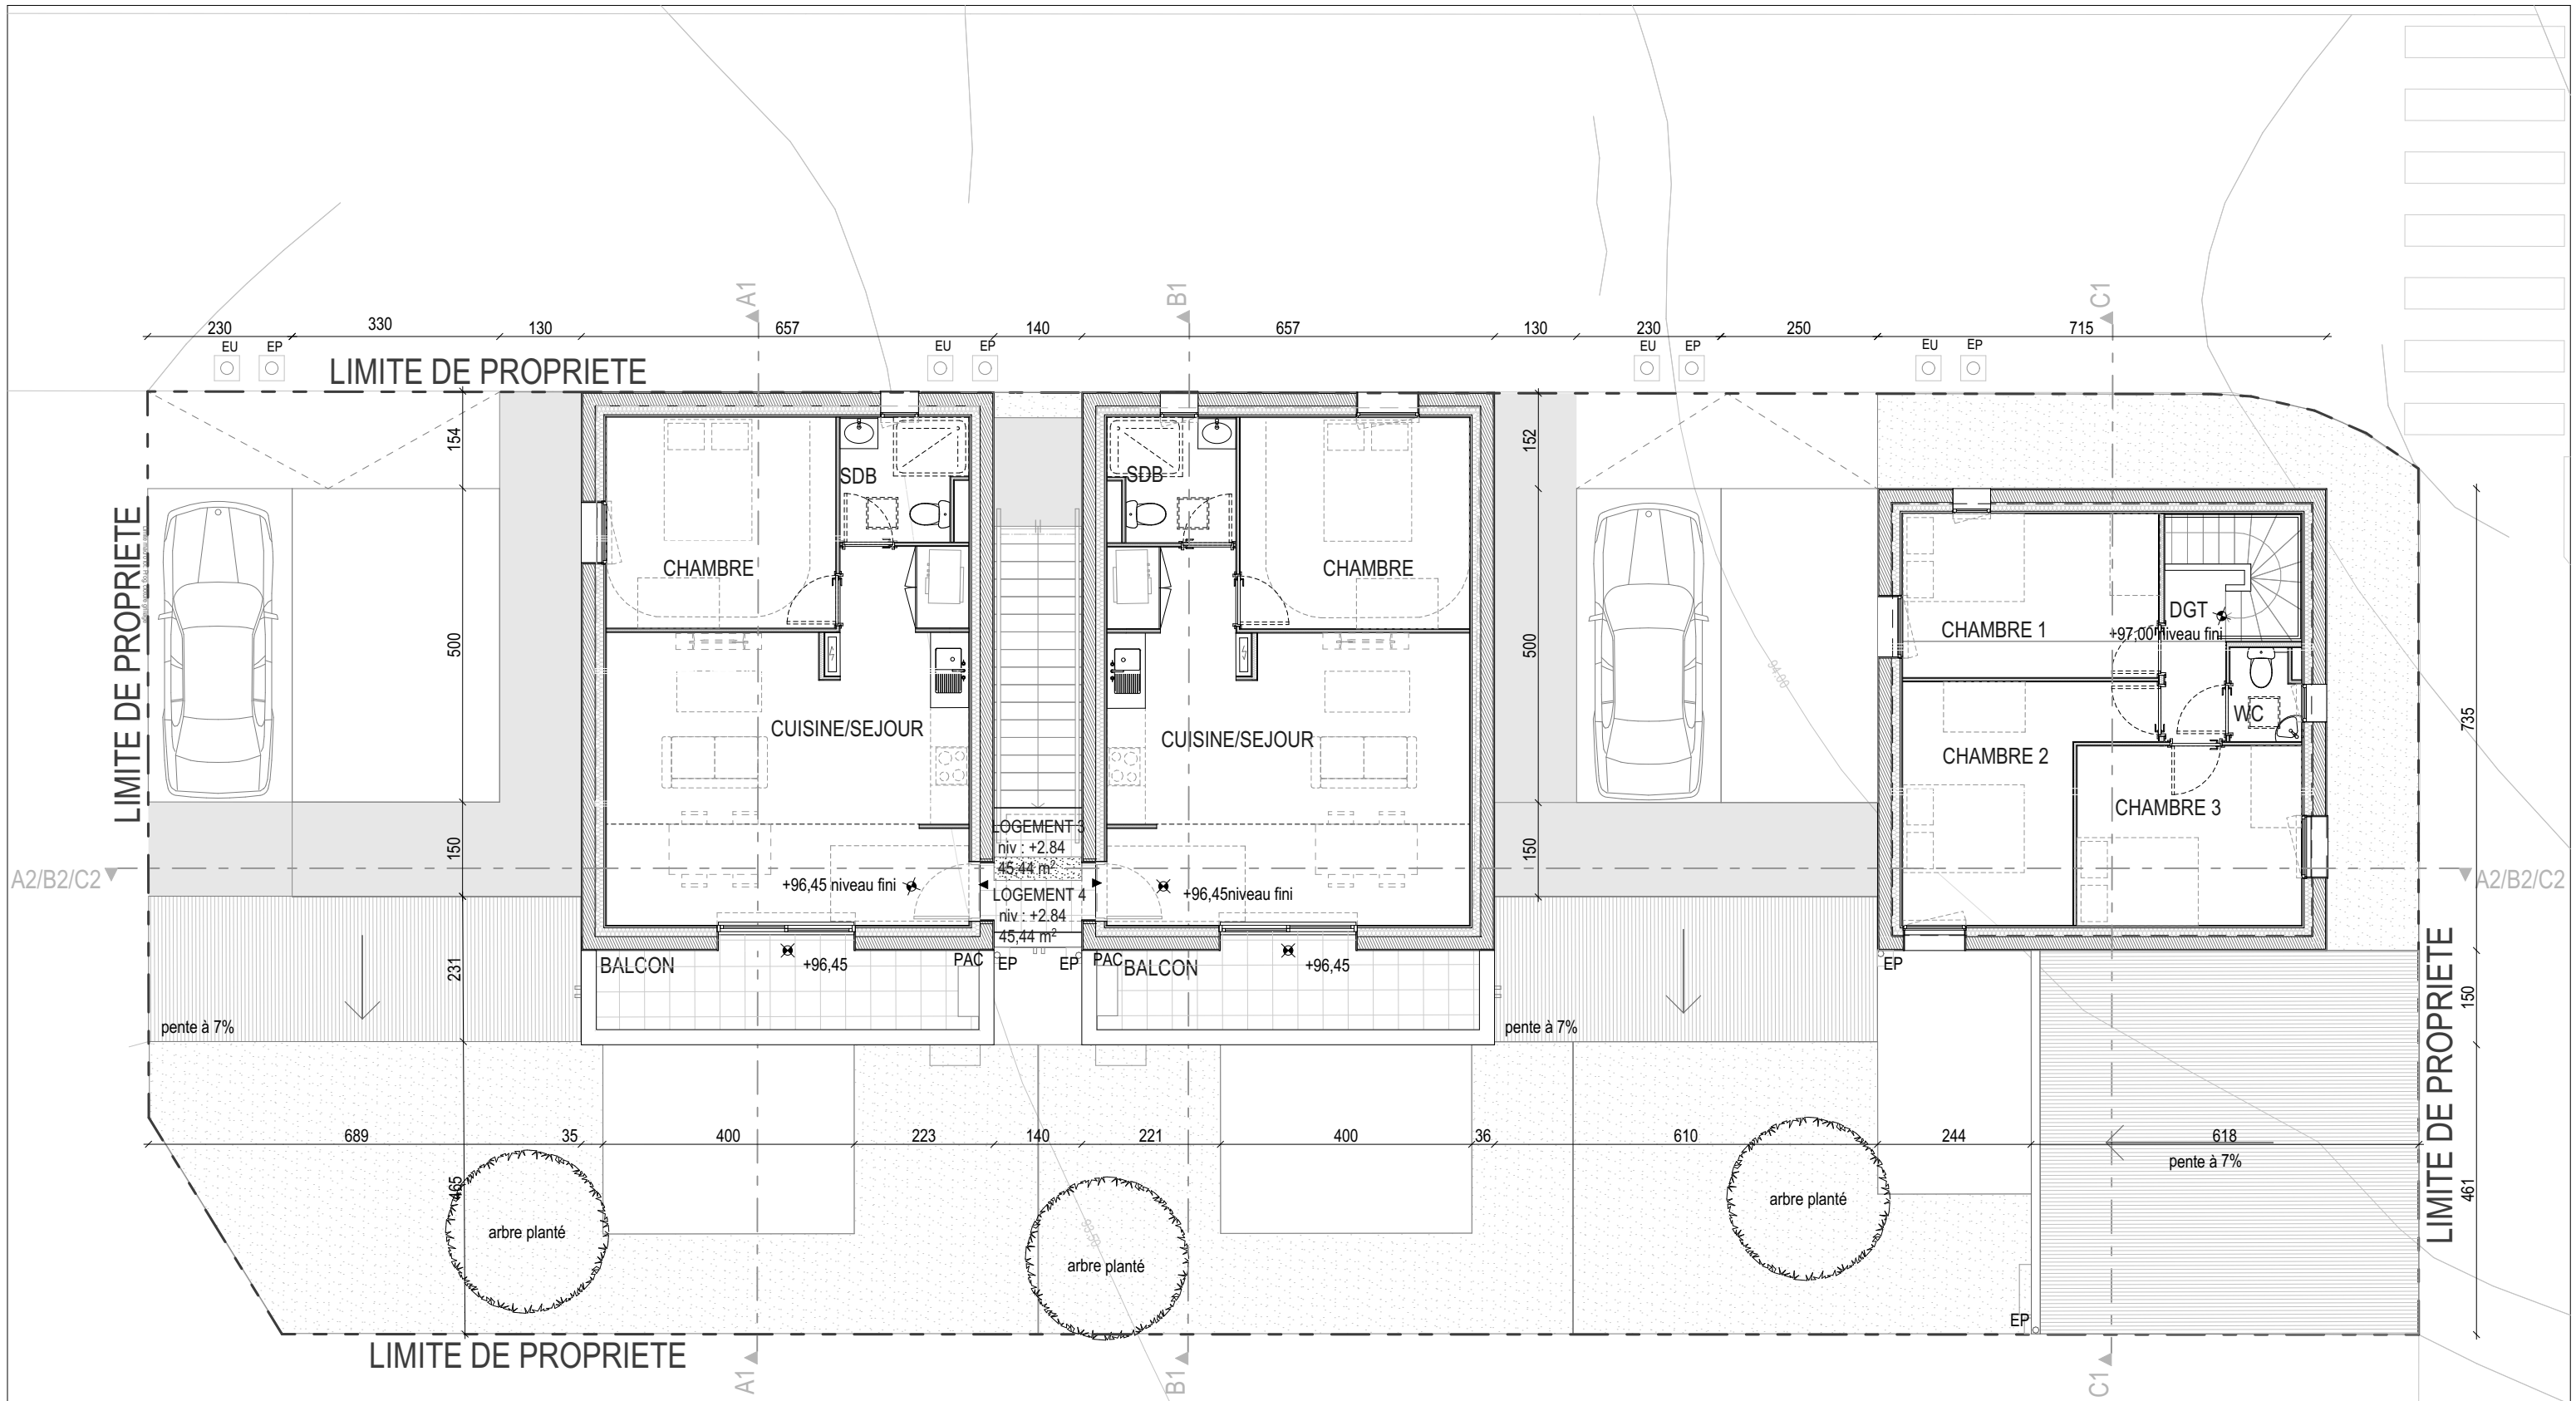 A1
B1
C1
230
330
130
657
140
657
130
230
250
715
EU
EP
EU
EP
EU
EP
EU
EP
LIMITE DE PROPRIETE
154
152
SDB
SDB
LIMITE DE PROPRIETE
CHAMBRE
CHAMBRE
500
500
DGT
+97,00 niveau fini
CHAMBRE 1
94.00
WC
735
CUISINE/SEJOUR
CUISINE/SEJOUR
CHAMBRE 2
CHAMBRE 3
LOGEMENT 3
niv : +2.84
45,44 m²
150
150
A2/B2/C2
A2/B2/C2
+96,45 niveau fini
LOGEMENT 4
niv : +2.84
45,44 m²
+96,45niveau fini
BALCON
+96,45
PAC
EP
EP
PAC
BALCON
+96,45
EP
231
150
LIMITE DE PROPRIETE
pente à 7%
pente à 7%
689
35
400
223
140
221
400
36
610
244
618
pente à 7%
465
461
arbre planté
arbre planté
arbre planté
93.50
EP
LIMITE DE PROPRIETE
A1
B1
C1